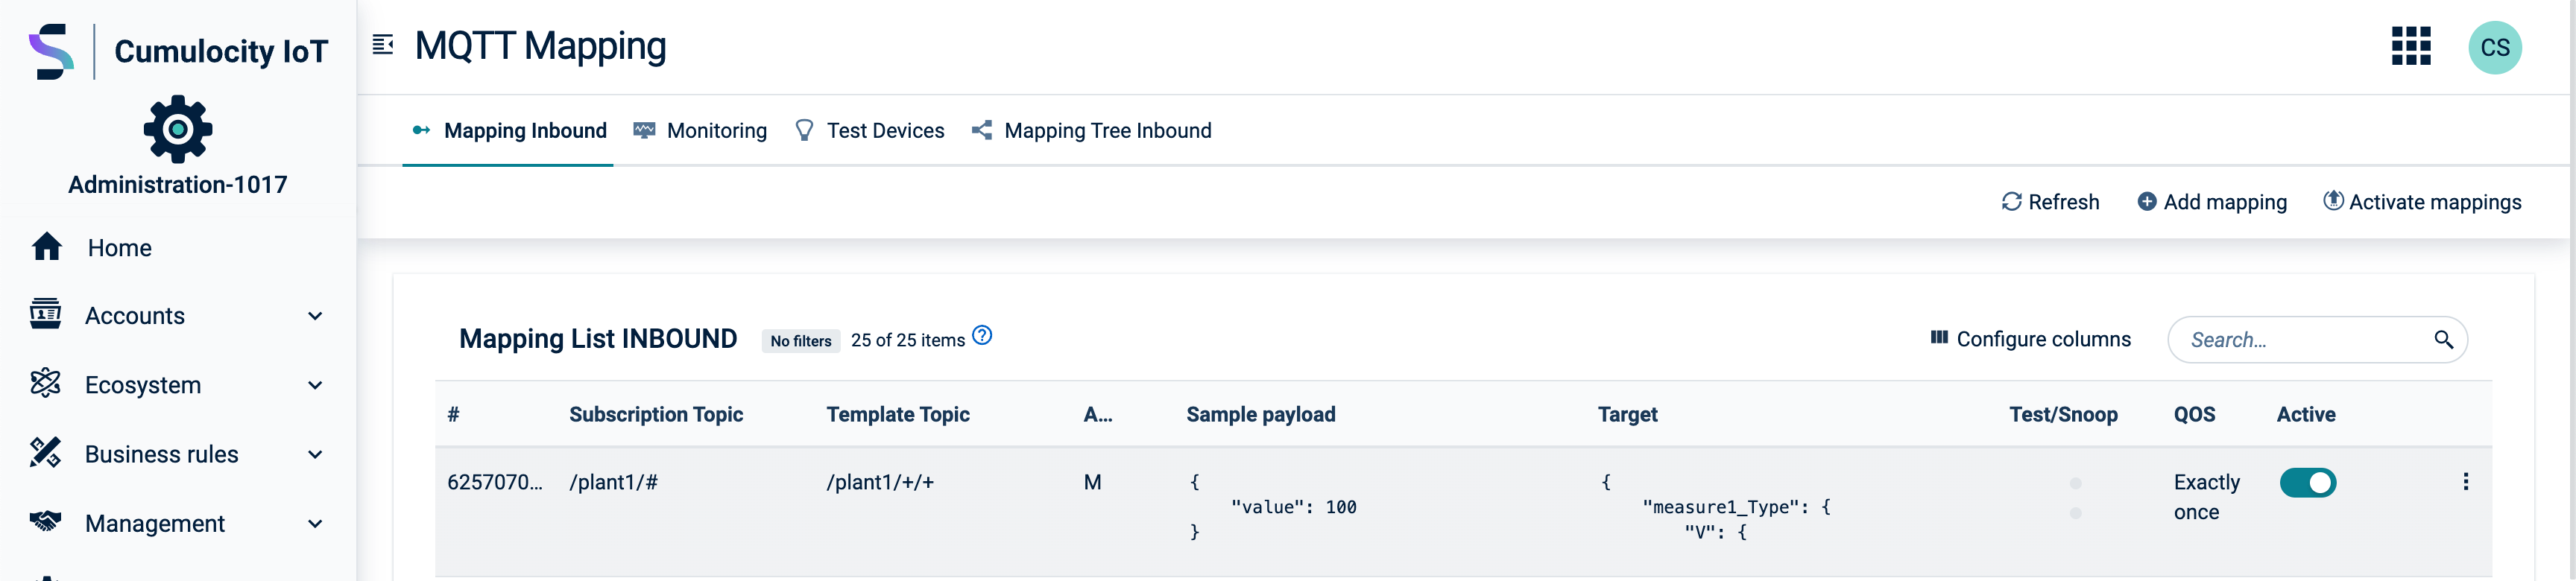 Cumulocity IoT
Administration-1017
Home
Accounts
Ecosystem
Business rules
Management
MQTT Mapping
CS
Mapping Inbound Monitoring Test Devices Mapping Tree Inbound
Refresh Add mapping Activate mappings
Mapping List INBOUND No filters 25 of 25 items ? Configure columns Search...
# Subscription Topic Template Topic A... Sample payload Target Test/Snoop QOS Active
6257070... /plant1/# /plant1/+/+ M { { Exactly
"value": 100 "measure1_Type": {
once
} "V": {